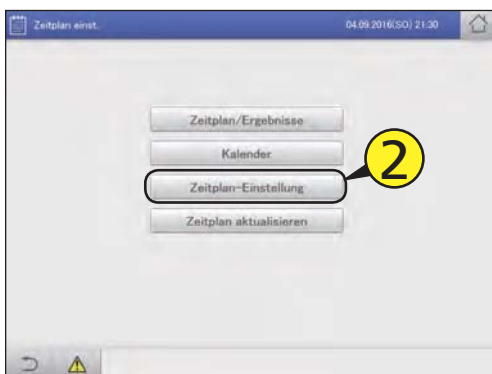 Zeitplan einst.
04.09.2016(SO) 21:30
Zeitplan/Ergebnisse
Kalender
Zeitplan-Einstellung
2
Zeitplan aktualisieren